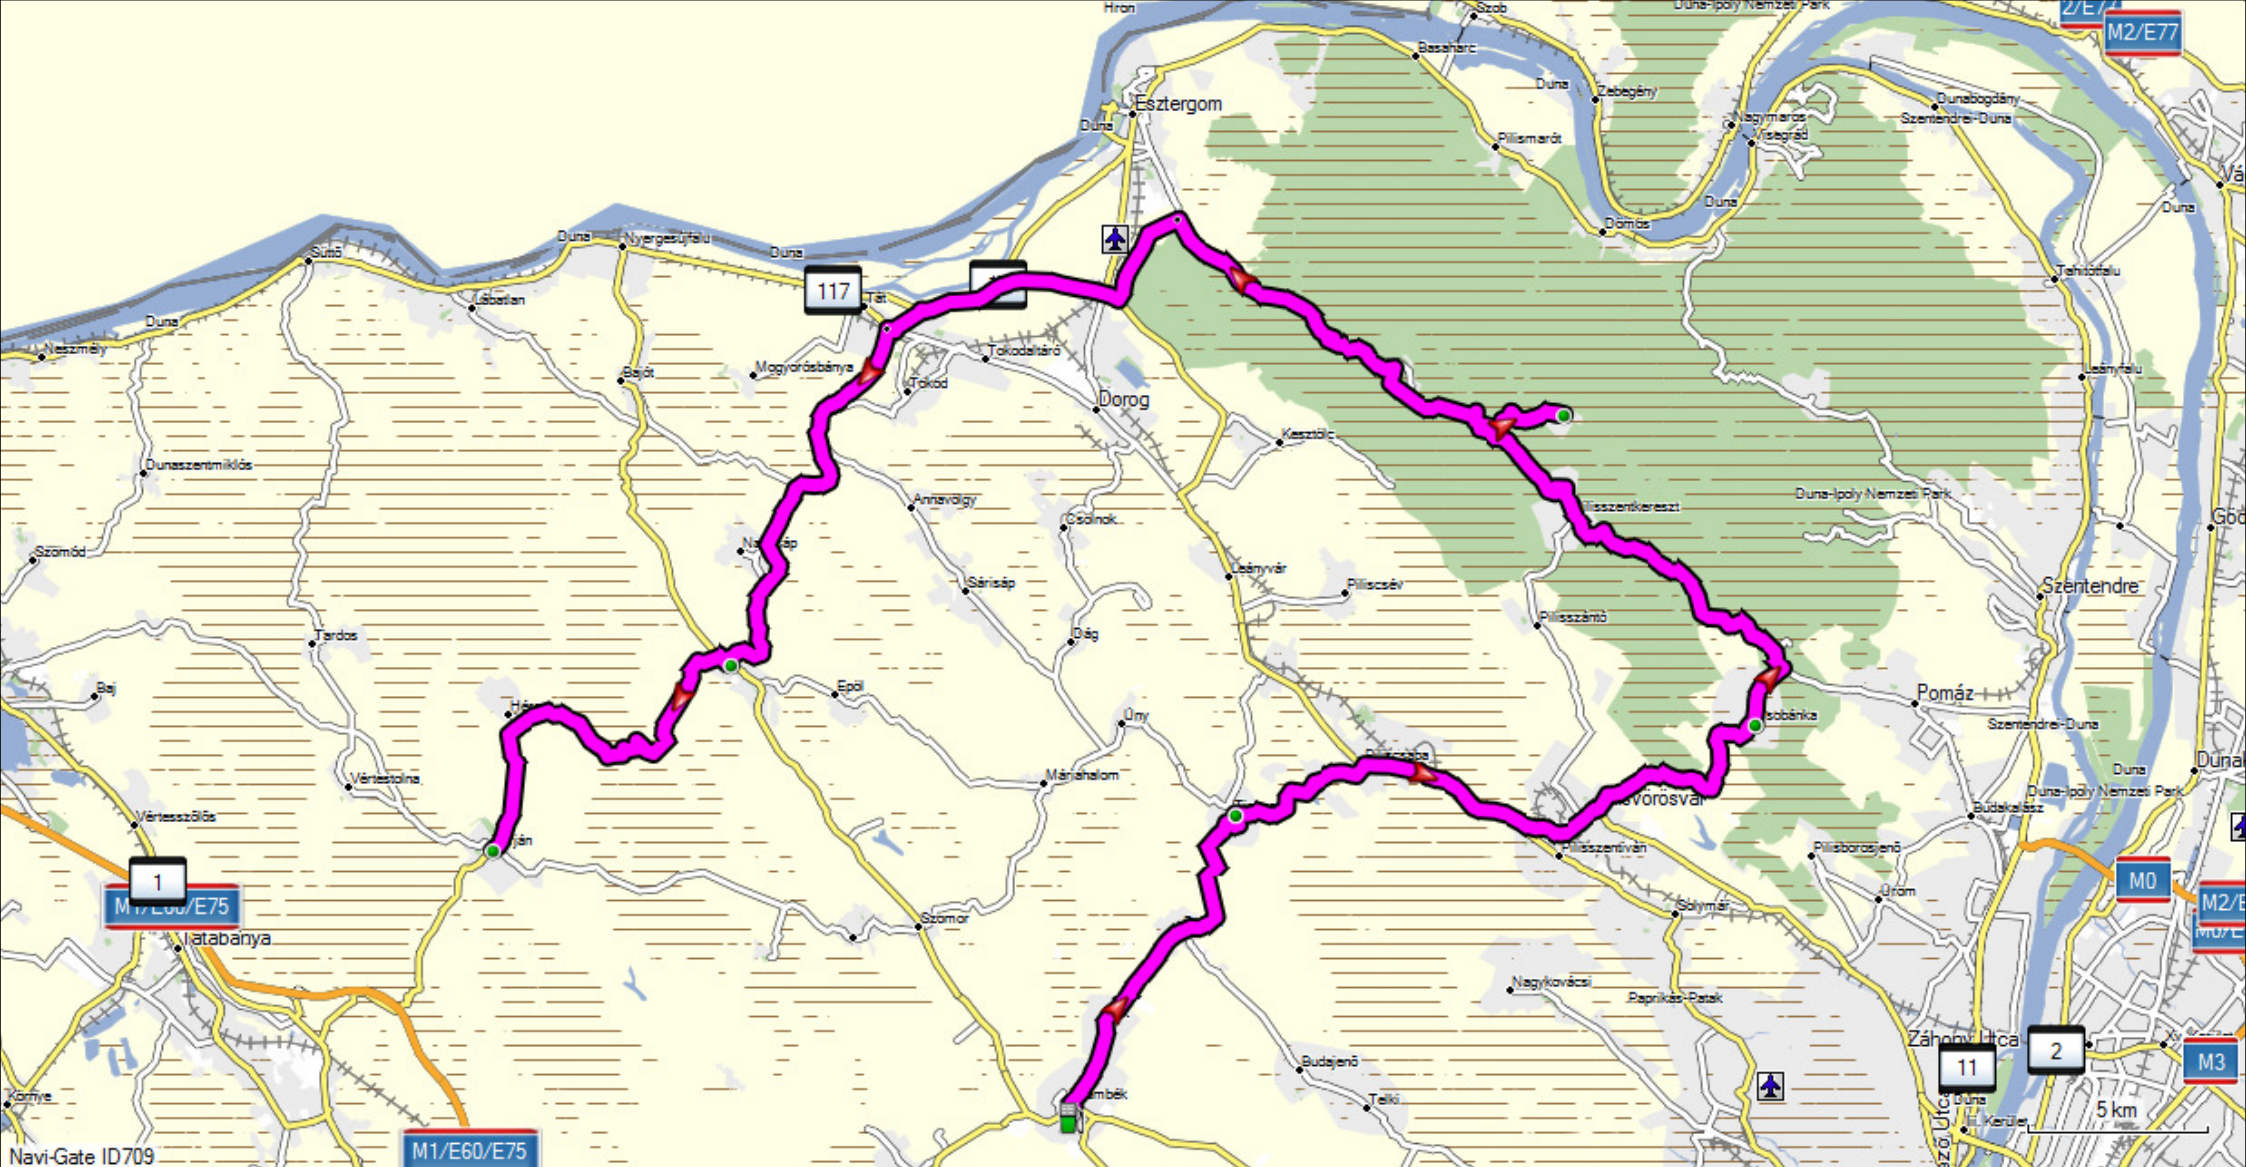 Hron
Szob
Duna-Ipoly Nemzeti Park
M2/E77
Basaharc
Duna
Zebegény
Esztergom
Duna
Dunabogdány
Szentendrei-Duna
Nagymaros
Visegrád
Pilismarót
Duna
Duna
Dömös
Süttő
Duna
Nyergesújfalu
Duna
Tahitótfalu
117
Tát
Lábatlan
Duna
Neszmély
Tokodaltáró
Mogyorósbánya
Bajót
Tokod
Leányfalu
Dorog
Kesztölc
Dunaszentmiklós
Annavölgy
Duna-Ipoly Nemzeti Park
Csolnok
Szomód
Leányvár
Piliscsév
Sárisáp
Szentendre
Pilisszántó
Tardos
Dág
Baj
Epöl
Pomáz
Úny
Szentendrei-Duna
Vértestolna
Máriahalom
Duna
Duna-Ipoly Nemzeti Park
Budakalász
Vértesszőlős
Pilisszentiván
Pilisborosjenő
1
M1/E60/E75
M0
Üröm
Solymár
Szomor
Tatabánya
Nagykovácsi
Paprikás-Patak
Záhony Utca
2
11
M3
Budajenő
Telki
Környe
Duna
5 km
III. Kerület
M1/E60/E75
Navi-Gate ID709